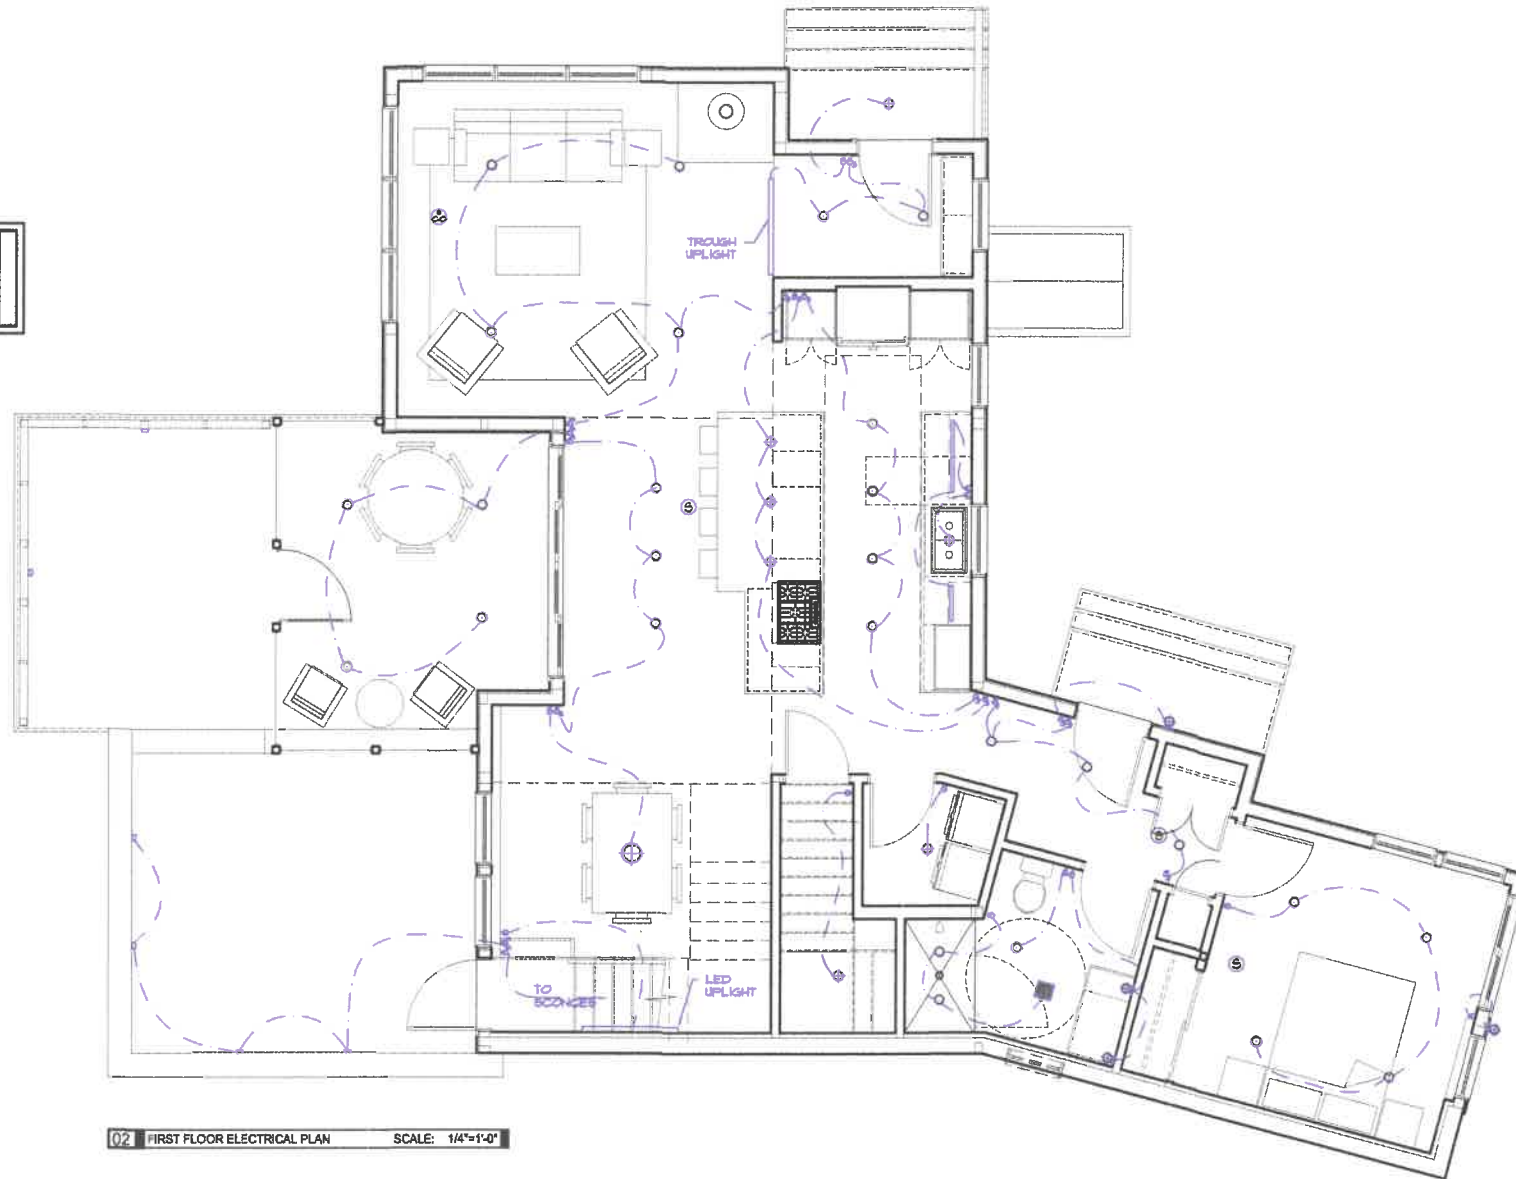 TROUGH
UPLIGHT
S
TO
SCONCES
LED
UPLIGHT
S
02 FIRST FLOOR ELECTRICAL PLAN SCALE: 1/4"=1'-0"